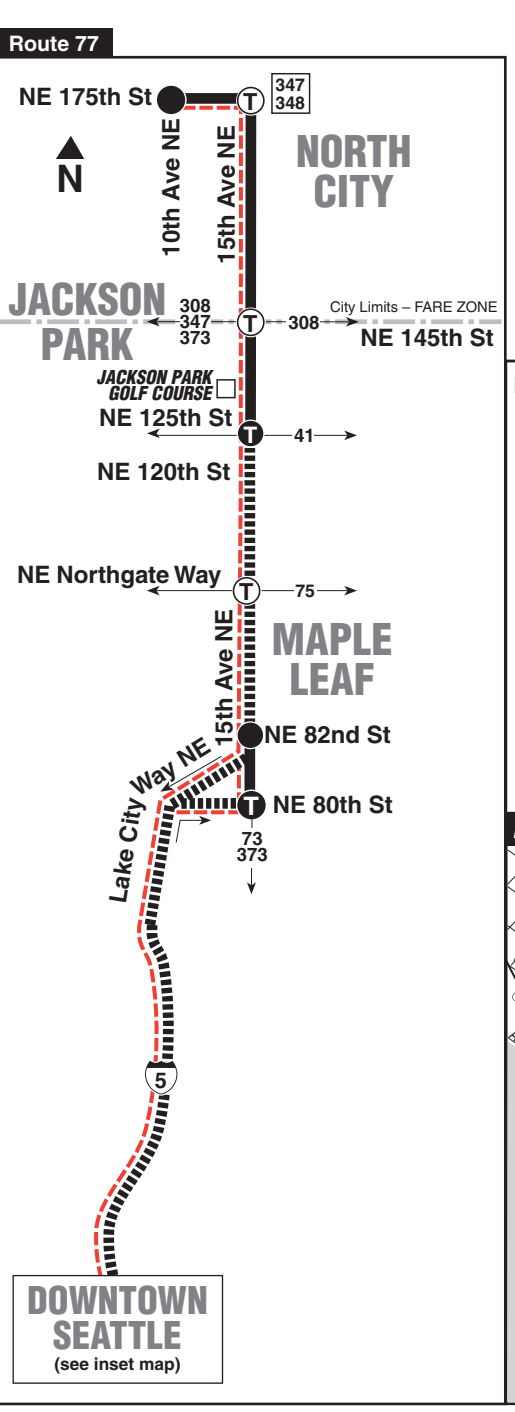 Route 77
NE 175th St
T
347
348
N
10th Ave NE
15th Ave NE
NORTH
CITY
JACKSON
PARK
308
347
373
T
308
City Limits – FARE ZONE
NE 145th St
JACKSON PARK
GOLF COURSE
NE 125th St
T
41
NE 120th St
NE Northgate Way
T
75
15th Ave NE
MAPLE
LEAF
NE 82nd St
Lake City Way NE
T
NE 80th St
73
373
5
DOWNTOWN
SEATTLE
(see inset map)